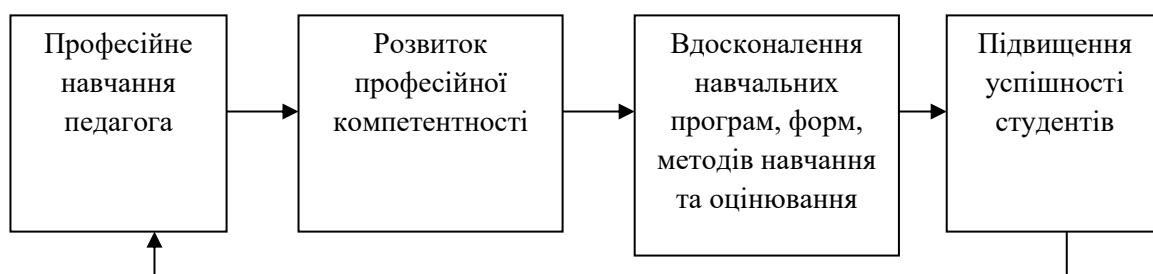 Професійне
навчання
педагога
Розвиток
професійної
компетентності
Вдосконалення
навчальних
програм, форм,
методів навчання
та оцінювання
Підвищення
успішності
студентів